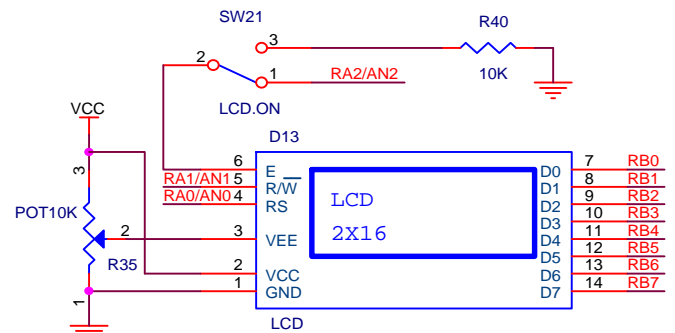 SW21
R40
3
2
1
RA2/AN2
10K
LCD.ON
VCC
D13
6 E D0 7 RB0
RA1/AN1 5 R/W̅ D1 8 RB1
RA0/AN0 4 RS D2 9 RB2
LCD
D3 10 RB3
3
POT10K
2 3 VEE D4 11 RB4
2X16
D5 12 RB5
R35
2 VCC D6 13 RB6
1 GND D7 14 RB7
1
LCD